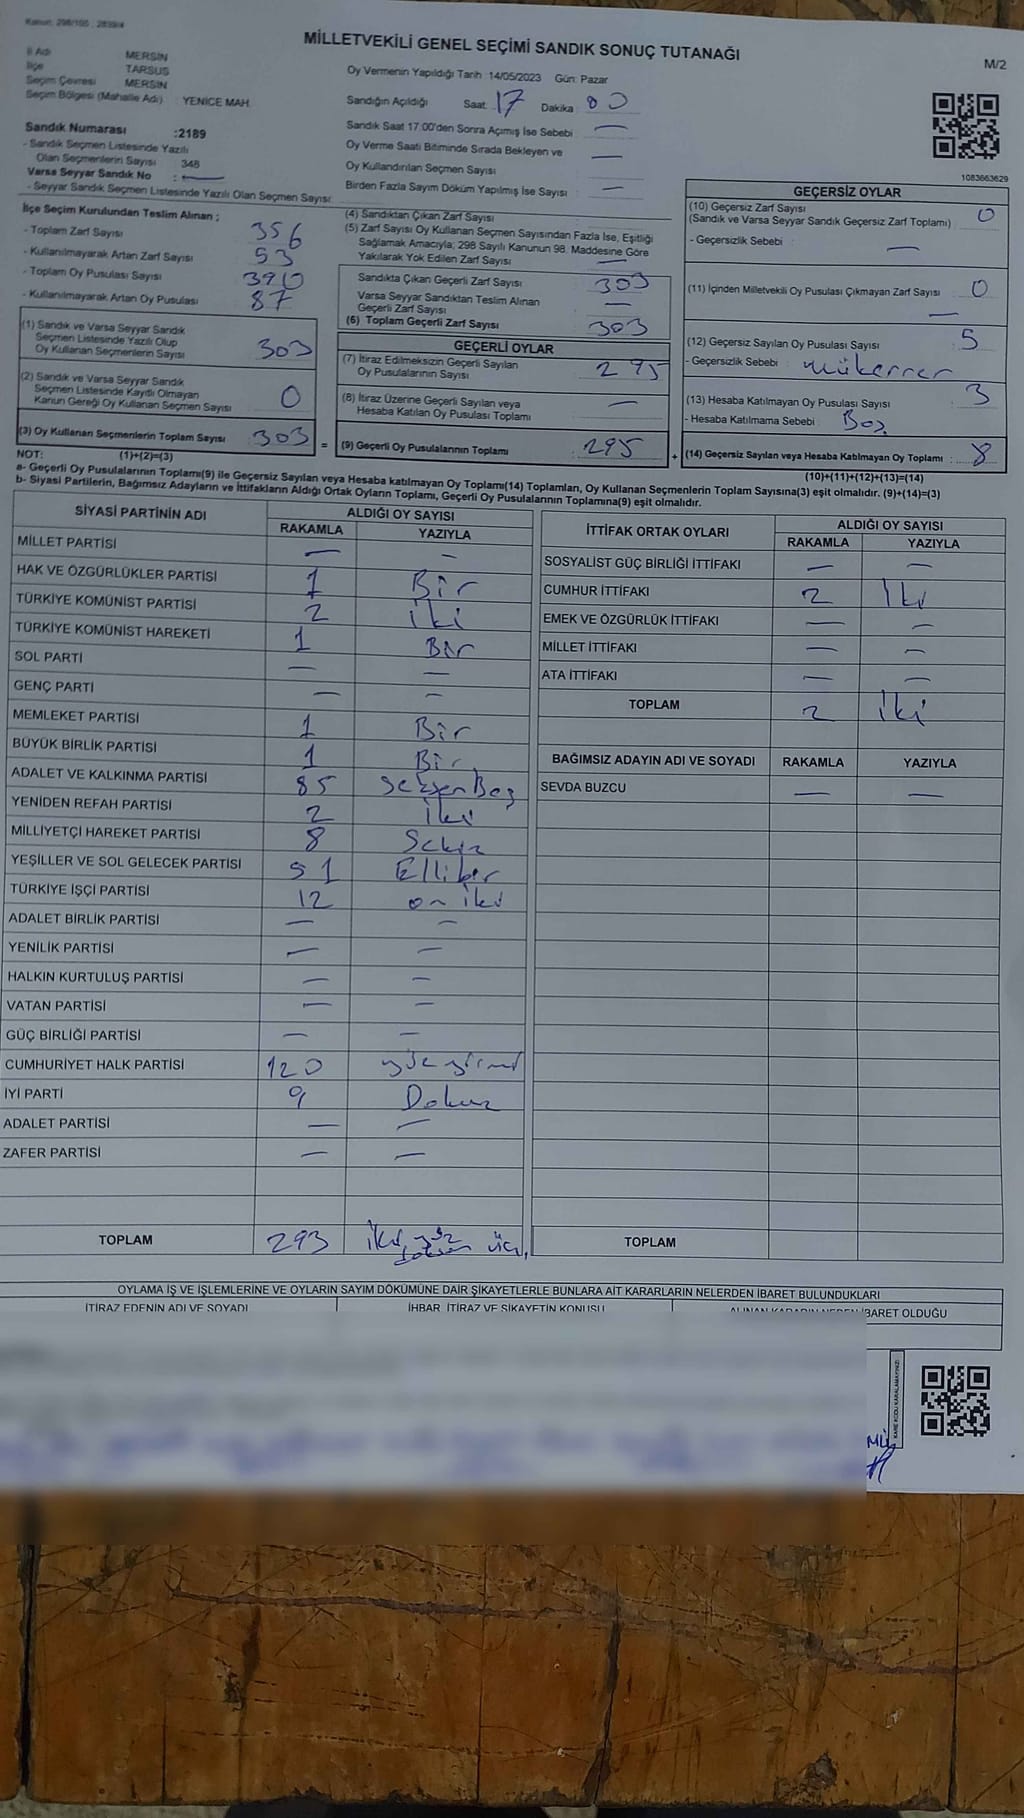 Kanun: 298/105 , 2839/4
MİLLETVEKİLİ GENEL SEÇİMİ SANDIK SONUÇ TUTANAĞI
M/2
İl Adı MERSİN
İlçe TARSUS
Seçim Çevresi MERSİN
Seçim Bölgesi (Mahalle Adı) : YENİCE MAH.
Sandık Numarası :2189
- Sandık Seçmen Listesinde Yazılı
Olan Seçmenlerin Sayısı 348
Varsa Seyyar Sandık No : —
- Seyyar Sandık Seçmen Listesinde Yazılı Olan Seçmen Sayısı:
Oy Vermenin Yapıldığı Tarih :14/05/2023 Gün: Pazar
Sandığın Açıldığı Saat: 17 Dakika : 00
Sandık Saat 17:00'den Sonra Açılmış İse Sebebi : —
Oy Verme Saati Bitiminde Sırada Bekleyen ve
Oy Kullandırılan Seçmen Sayısı : —
Birden Fazla Sayım Döküm Yapılmış İse Sayısı : —
1083663629
İlçe Seçim Kurulundan Teslim Alınan ;
- Toplam Zarf Sayısı 356
- Kullanılmayarak Artan Zarf Sayısı 53
- Toplam Oy Pusulası Sayısı 390
- Kullanılmayarak Artan Oy Pusulası 87
(1) Sandık ve Varsa Seyyar Sandık
Seçmen Listesinde Yazılı Olup
Oy Kullanan Seçmenlerin Sayısı 303
(2) Sandık ve Varsa Seyyar Sandık
Seçmen Listesinde Kayıtlı Olmayan
Kanun Gereği Oy Kullanan Seçmen Sayısı 0
(3) Oy Kullanan Seçmenlerin Toplam Sayısı 303 =
(4) Sandıktan Çıkan Zarf Sayısı
(5) Zarf Sayısı Oy Kullanan Seçmen Sayısından Fazla İse, Eşitliği
Sağlamak Amacıyla; 298 Sayılı Kanunun 98. Maddesine Göre
Yakılarak Yok Edilen Zarf Sayısı —
Sandıkta Çıkan Geçerli Zarf Sayısı 303
Varsa Seyyar Sandıktan Teslim Alınan
Geçerli Zarf Sayısı —
(6) Toplam Geçerli Zarf Sayısı 303
GEÇERLİ OYLAR
(7) İtiraz Edilmeksizin Geçerli Sayılan
Oy Pusulalarının Sayısı 295
(8) İtiraz Üzerine Geçerli Sayılan veya
Hesaba Katılan Oy Pusulası Toplamı —
(9) Geçerli Oy Pusulalarının Toplamı 295 +
GEÇERSİZ OYLAR
(10) Geçersiz Zarf Sayısı 0
(Sandık ve Varsa Seyyar Sandık Geçersiz Zarf Toplamı)
- Geçersizlik Sebebi : —
(11) İçinden Milletvekili Oy Pusulası Çıkmayan Zarf Sayısı 0
—
(12) Geçersiz Sayılan Oy Pusulası Sayısı 5
- Geçersizlik Sebebi : mükerrer
(13) Hesaba Katılmayan Oy Pusulası Sayısı 3
- Hesaba Katılmama Sebebi : Boş
(14) Geçersiz Sayılan veya Hesaba Katılmayan Oy Toplamı : 8
NOT: (1)+(2)=(3)
(10)+(11)+(12)+(13)=(14)
a- Geçerli Oy Pusulalarının Toplamı(9) ile Geçersiz Sayılan veya Hesaba katılmayan Oy Toplamı(14) Toplamları, Oy Kullanan Seçmenlerin Toplam Sayısına(3) eşit olmalıdır. (9)+(14)=(3)
b- Siyasi Partilerin, Bağımsız Adayların ve İttifakların Aldığı Ortak Oyların Toplamı, Geçerli Oy Pusulalarının Toplamına(9) eşit olmalıdır.
SİYASİ PARTİNİN ADI ALDIĞI OY SAYISI
RAKAMLA YAZIYLA
MİLLET PARTİSİ — —
HAK VE ÖZGÜRLÜKLER PARTİSİ 1 Bir
TÜRKİYE KOMÜNİST PARTİSİ 2 iki
TÜRKİYE KOMÜNİST HAREKETİ 1 Bir
SOL PARTİ — —
GENÇ PARTİ — —
MEMLEKET PARTİSİ 1 Bir
BÜYÜK BİRLİK PARTİSİ 1 Bir
ADALET VE KALKINMA PARTİSİ 85 seksenBeş
YENİDEN REFAH PARTİSİ 2 iki
MİLLİYETÇİ HAREKET PARTİSİ 8 Sekiz
YEŞİLLER VE SOL GELECEK PARTİSİ 51 Ellibir
TÜRKİYE İŞÇİ PARTİSİ 12 on iki
ADALET BİRLİK PARTİSİ — —
YENİLİK PARTİSİ — —
HALKIN KURTULUŞ PARTİSİ — —
VATAN PARTİSİ — —
GÜÇ BİRLİĞİ PARTİSİ — —
CUMHURİYET HALK PARTİSİ 120 yüz yirmi
İYİ PARTİ 9 Dokuz
ADALET PARTİSİ — —
ZAFER PARTİSİ — —
TOPLAM 293 iki yüz doksan üç
İTTİFAK ORTAK OYLARI ALDIĞI OY SAYISI
RAKAMLA YAZIYLA
SOSYALİST GÜÇ BİRLİĞİ İTTİFAKI — —
CUMHUR İTTİFAKI 2 İki
EMEK VE ÖZGÜRLÜK İTTİFAKI — —
MİLLET İTTİFAKI — —
ATA İTTİFAKI — —
TOPLAM 2 iki
BAĞIMSIZ ADAYIN ADI VE SOYADI RAKAMLA YAZIYLA
SEVDA BUZCU — —
TOPLAM
OYLAMA İŞ VE İŞLEMLERİNE VE OYLARIN SAYIM DÖKÜMÜNE DAİR ŞİKAYETLERLE BUNLARA AİT KARARLARIN NELERDEN İBARET BULUNDUKLARI
İTİRAZ EDENİN ADI VE SOYADI İHBAR, İTİRAZ VE ŞİKAYETİN KONUSU ALINAN KARARIN NEDEN İBARET OLDUĞU
KARE KODU KARALAMAYINIZ!